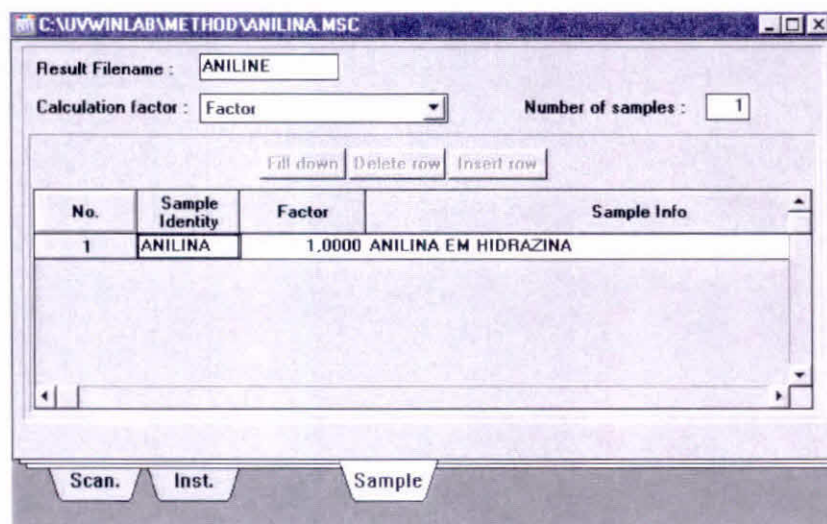 C:\UVWINLAB\METHOD\ANILINA.MSC
Result Filename : ANILINE
Calculation factor : Factor Number of samples : 1
Fill down Delete row Insert row
No. Sample Identity Factor Sample Info
1 ANILINA 1,0000 ANILINA EM HIDRAZINA
Scan. Inst. Sample